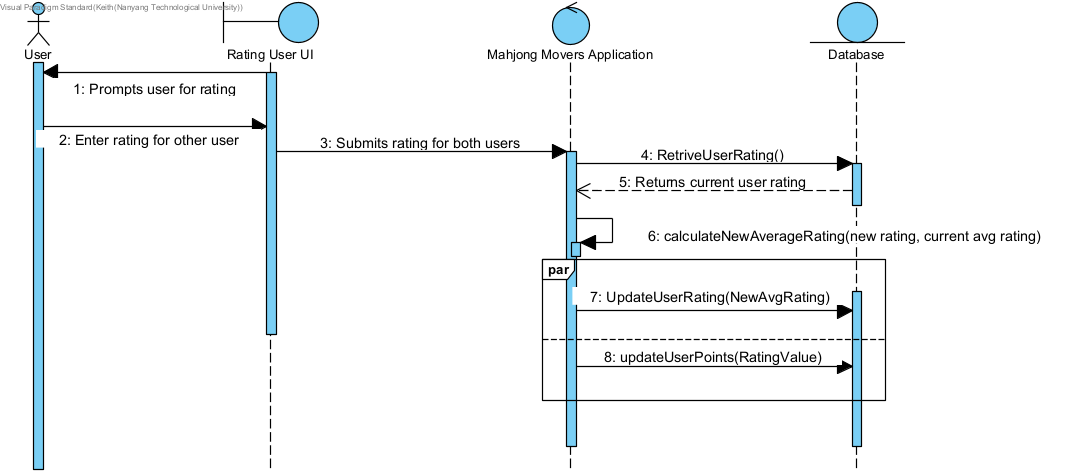 Visual Paradigm Standard(Keith(Nanyang Technological University))
User
Rating User UI
Mahjong Movers Application
Database
1: Prompts user for rating
2: Enter rating for other user
3: Submits rating for both users
4: RetriveUserRating()
5: Returns current user rating
6: calculateNewAverageRating(new rating, current avg rating)
par
7: UpdateUserRating(NewAvgRating)
8: updateUserPoints(RatingValue)